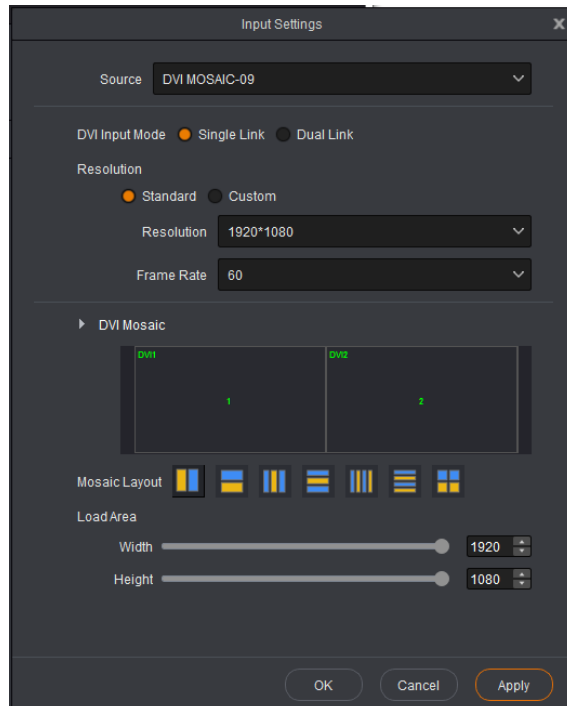 Input Settings
Source DVI MOSAIC-09
DVI Input Mode Single Link Dual Link
Resolution
Standard Custom
Resolution 1920*1080
Frame Rate 60
DVI Mosaic
DVI1 DVI2
1 2
Mosaic Layout
Load Area
Width 1920
Height 1080
OK Cancel Apply